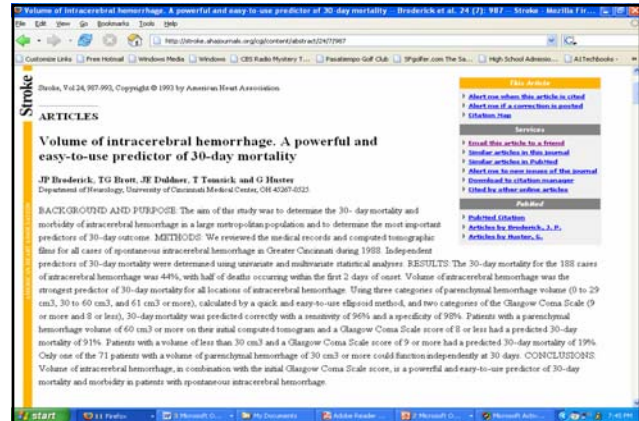 Volume of intracerebral hemorrhage. A powerful and easy-to-use predictor of 30-day mortality -- Broderick et al. 24 (7): 987 -- Stroke - Mozilla Fir...
File Edit View Go Bookmarks Tools Help
http://stroke.ahajournals.org/cgi/content/abstract/24/7/987
Customize Links Free Hotmail Windows Media Windows CBS Radio Mystery T... Pasatiempo Golf Club SFgolfer.com The Sa... High School Admissio... A1Techbooks
Stroke
Stroke, Vol 24, 987-993, Copyright © 1993 by American Heart Association
ARTICLES
Volume of intracerebral hemorrhage. A powerful and
easy-to-use predictor of 30-day mortality
JP Broderick, TG Brott, JE Duldner, T Tomsick and G Huster
Department of Neurology, University of Cincinnati Medical Center, OH 45267-0525.
BACKGROUND AND PURPOSE: The aim of this study was to determine the 30- day mortality and
morbidity of intracerebral hemorrhage in a large metropolitan population and to determine the most important
predictors of 30-day outcome. METHODS: We reviewed the medical records and computed tomographic
films for all cases of spontaneous intracerebral hemorrhage in Greater Cincinnati during 1988. Independent
predictors of 30-day mortality were determined using univariate and multivariate statistical analyses. RESULTS: The 30-day mortality for the 188 cases
of intracerebral hemorrhage was 44%, with half of deaths occurring within the first 2 days of onset. Volume of intracerebral hemorrhage was the
strongest predictor of 30-day mortality for all locations of intracerebral hemorrhage. Using three categories of parenchymal hemorrhage volume (0 to 29
cm3, 30 to 60 cm3, and 61 cm3 or more), calculated by a quick and easy-to-use ellipsoid method, and two categories of the Glasgow Coma Scale (9
or more and 8 or less), 30-day mortality was predicted correctly with a sensitivity of 96% and a specificity of 98%. Patients with a parenchymal
hemorrhage volume of 60 cm3 or more on their initial computed tomogram and a Glasgow Coma Scale score of 8 or less had a predicted 30-day
mortality of 91%. Patients with a volume of less than 30 cm3 and a Glasgow Coma Scale score of 9 or more had a predicted 30-day mortality of 19%.
Only one of the 71 patients with a volume of parenchymal hemorrhage of 30 cm3 or more could function independently at 30 days. CONCLUSIONS:
Volume of intracerebral hemorrhage, in combination with the initial Glasgow Coma Scale score, is a powerful and easy-to-use predictor of 30-day
mortality and morbidity in patients with spontaneous intracerebral hemorrhage.
This Article
Alert me when this article is cited
Alert me if a correction is posted
Citation Map
Services
Email this article to a friend
Similar articles in this journal
Similar articles in PubMed
Alert me to new issues of the journal
Download to citation manager
Cited by other online articles
PubMed
PubMed Citation
Articles by Broderick, J. P.
Articles by Huster, G.
start
11 Firefox
2 Microsoft O...
My Documents
Adobe Reader ...
2 Microsoft O...
Microsoft Activ...
7:45 PM